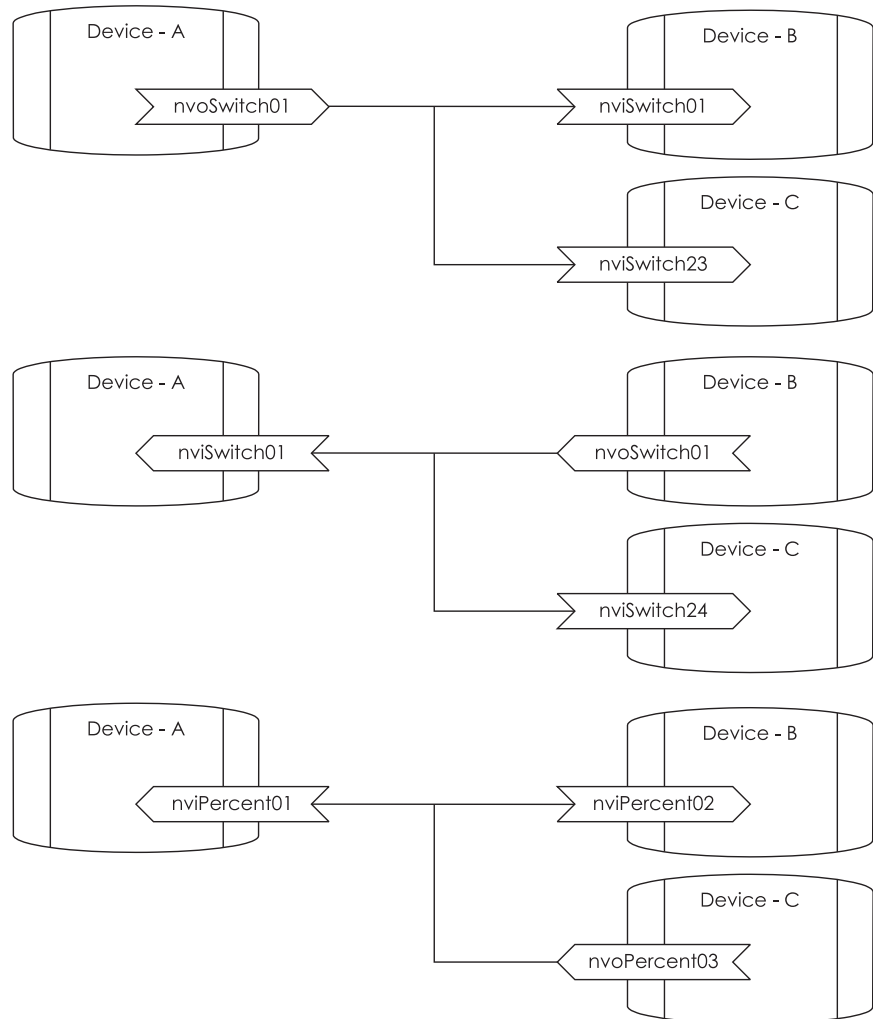 Device - A
Device - B
nvoSwitch01
nviSwitch01
Device - C
nviSwitch23
Device - A
Device - B
nviSwitch01
nvoSwitch01
Device - C
nviSwitch24
Device - A
Device - B
nviPercent01
nviPercent02
Device - C
nvoPercent03